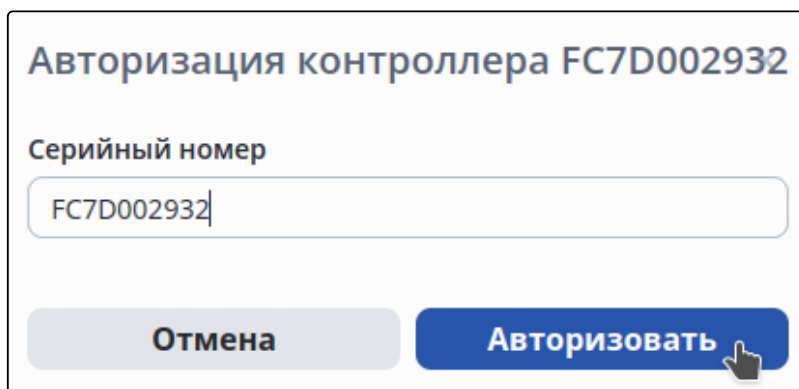 Авторизация контроллера FC7D002932
Серийный номер
FC7D002932
Отмена
Авторизовать